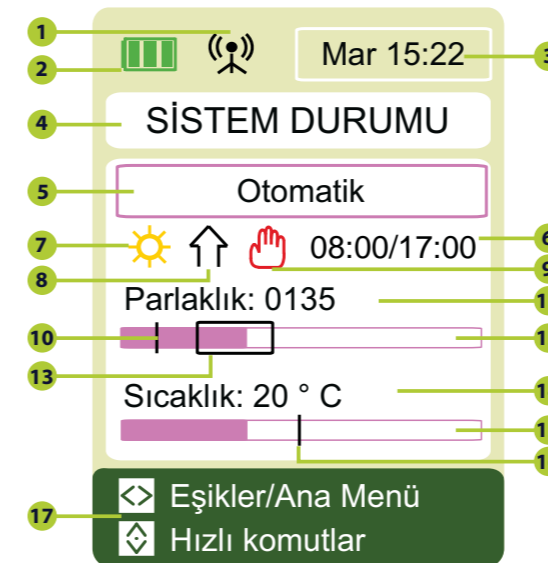 1
2
Mar 15:22
4
SİSTEM DURUMU
5
Otomatik
7
08:00/17:00
8
Parlaklık: 0135
10
13
Sıcaklık: 20 ° C
17
Eşikler/Ana Menü
Hızlı komutlar